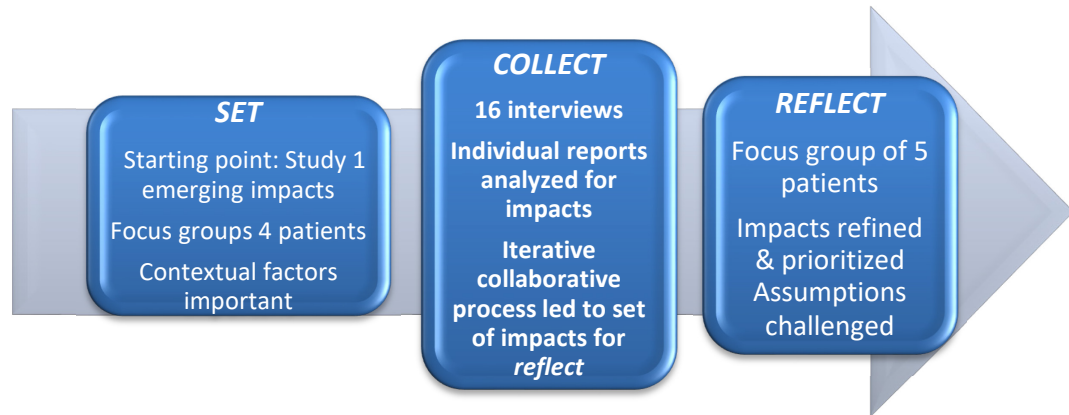 SET
Starting point: Study 1
emerging impacts
Focus groups 4 patients
Contextual factors
important
COLLECT
16 interviews
Individual reports
analyzed for
impacts
Iterative
collaborative
process led to set
of impacts for
reflect
REFLECT
Focus group of 5
patients
Impacts refined
& prioritized
Assumptions
challenged